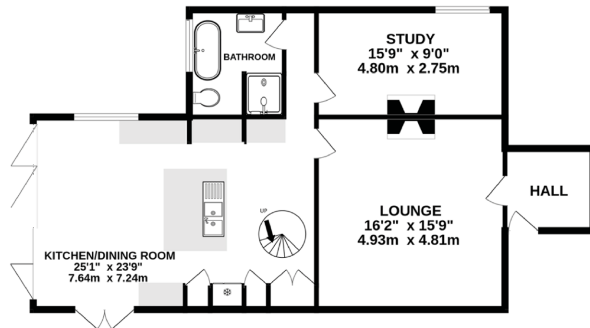 STUDY
15'9" x 9'0"
4.80m x 2.75m
BATHROOM
HALL
LOUNGE
16'2" x 15'9"
4.93m x 4.81m
UP
KITCHEN/DINING ROOM
25'1" x 23'9"
7.64m x 7.24m